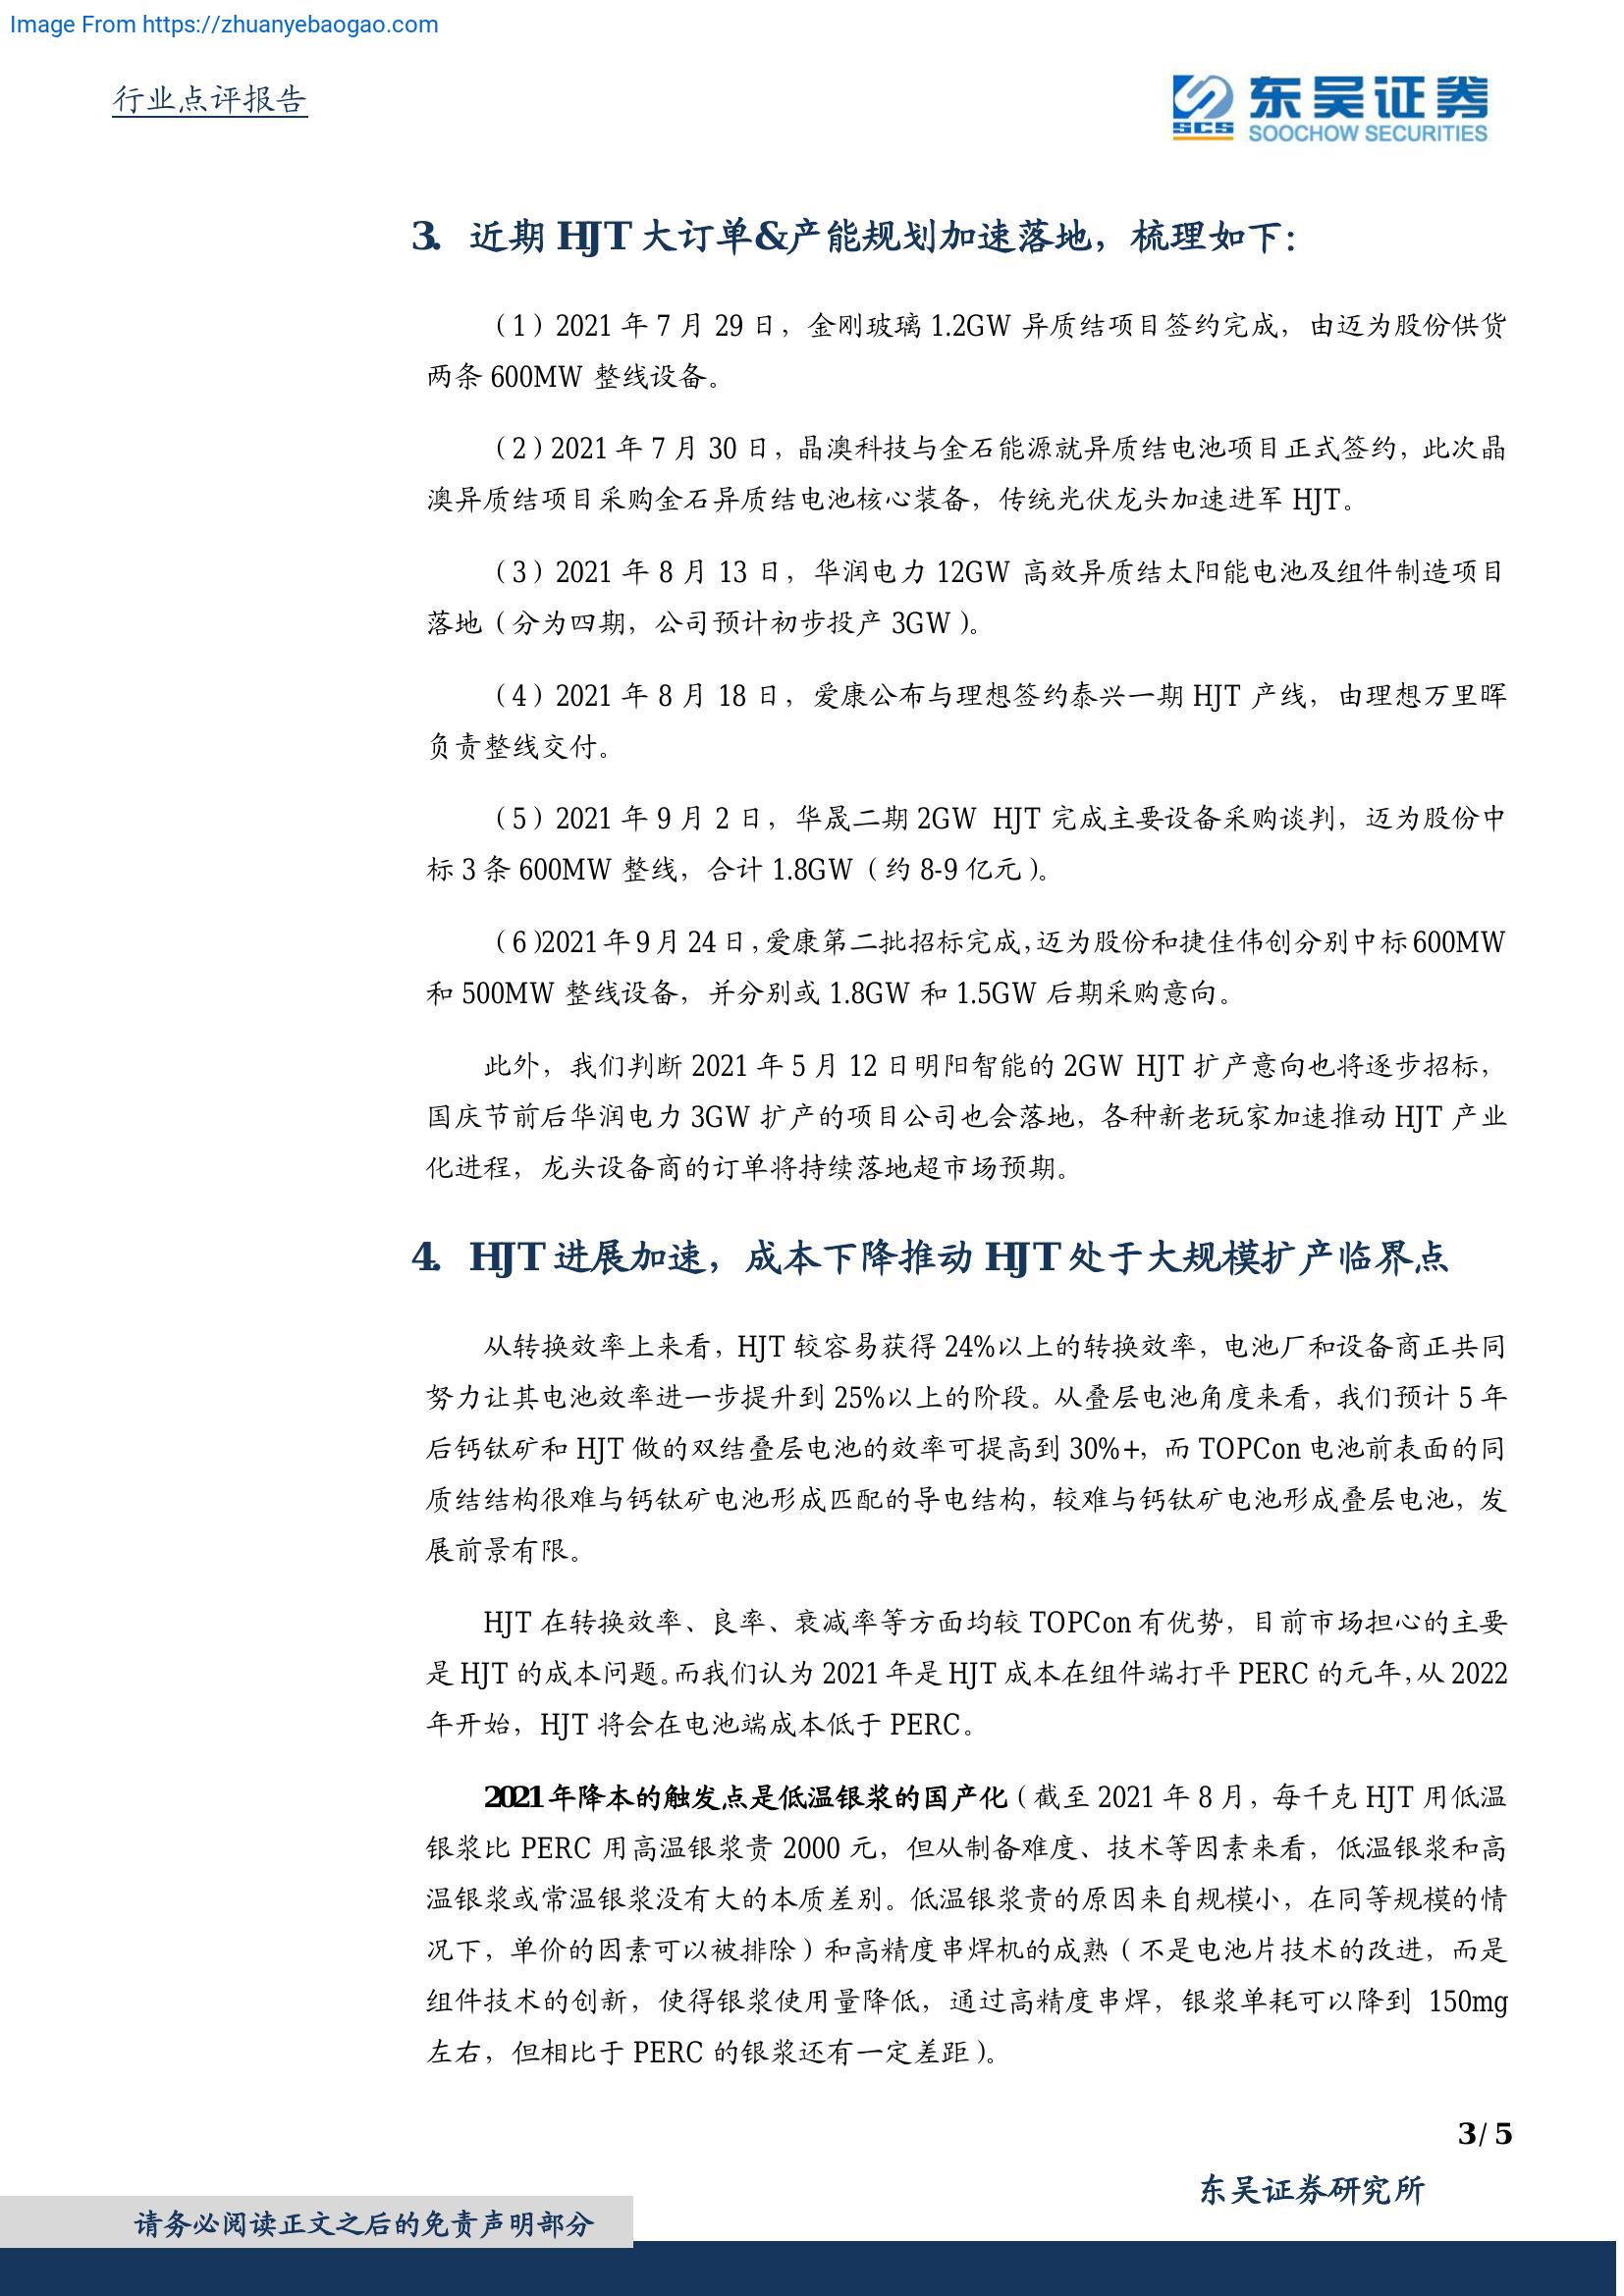 Image From https://zhuanyebaogao.com
行业点评报告
东吴证券
SCS
SOOCHOW SECURITIES
3. 近期 HJT 大订单&产能规划加速落地，梳理如下：
（1）2021 年 7 月 29 日，金刚玻璃 1.2GW 异质结项目签约完成，由迈为股份供货
两条 600MW 整线设备。
（2）2021 年 7 月 30 日，晶澳科技与金石能源就异质结电池项目正式签约，此次晶
澳异质结项目采购金石异质结电池核心装备，传统光伏龙头加速进军 HJT。
（3）2021 年 8 月 13 日，华润电力 12GW 高效异质结太阳能电池及组件制造项目
落地（分为四期，公司预计初步投产 3GW）。
（4）2021 年 8 月 18 日，爱康公布与理想签约泰兴一期 HJT 产线，由理想万里晖
负责整线交付。
（5）2021 年 9 月 2 日，华晟二期 2GW HJT 完成主要设备采购谈判，迈为股份中
标 3 条 600MW 整线，合计 1.8GW（约 8-9 亿元）。
（6）2021 年 9 月 24 日，爱康第二批招标完成，迈为股份和捷佳伟创分别中标 600MW
和 500MW 整线设备，并分别或 1.8GW 和 1.5GW 后期采购意向。
此外，我们判断 2021 年 5 月 12 日明阳智能的 2GW HJT 扩产意向也将逐步招标，
国庆节前后华润电力 3GW 扩产的项目公司也会落地，各种新老玩家加速推动 HJT 产业
化进程，龙头设备商的订单将持续落地超市场预期。
4. HJT 进展加速，成本下降推动 HJT 处于大规模扩产临界点
从转换效率上来看，HJT 较容易获得 24%以上的转换效率，电池厂和设备商正共同
努力让其电池效率进一步提升到 25%以上的阶段。从叠层电池角度来看，我们预计 5 年
后钙钛矿和 HJT 做的双结叠层电池的效率可提高到 30%+，而 TOPCon 电池前表面的同
质结结构很难与钙钛矿电池形成匹配的导电结构，较难与钙钛矿电池形成叠层电池，发
展前景有限。
HJT 在转换效率、良率、衰减率等方面均较 TOPCon 有优势，目前市场担心的主要
是 HJT 的成本问题。而我们认为 2021 年是 HJT 成本在组件端打平 PERC 的元年，从 2022
年开始，HJT 将会在电池端成本低于 PERC。
2021 年降本的触发点是低温银浆的国产化（截至 2021 年 8 月，每千克 HJT 用低温
银浆比 PERC 用高温银浆贵 2000 元，但从制备难度、技术等因素来看，低温银浆和高
温银浆或常温银浆没有大的本质差别。低温银浆贵的原因来自规模小，在同等规模的情
况下，单价的因素可以被排除）和高精度串焊机的成熟（不是电池片技术的改进，而是
组件技术的创新，使得银浆使用量降低，通过高精度串焊，银浆单耗可以降到 150mg
左右，但相比于 PERC 的银浆还有一定差距）。
3 / 5
东吴证券研究所
请务必阅读正文之后的免责声明部分